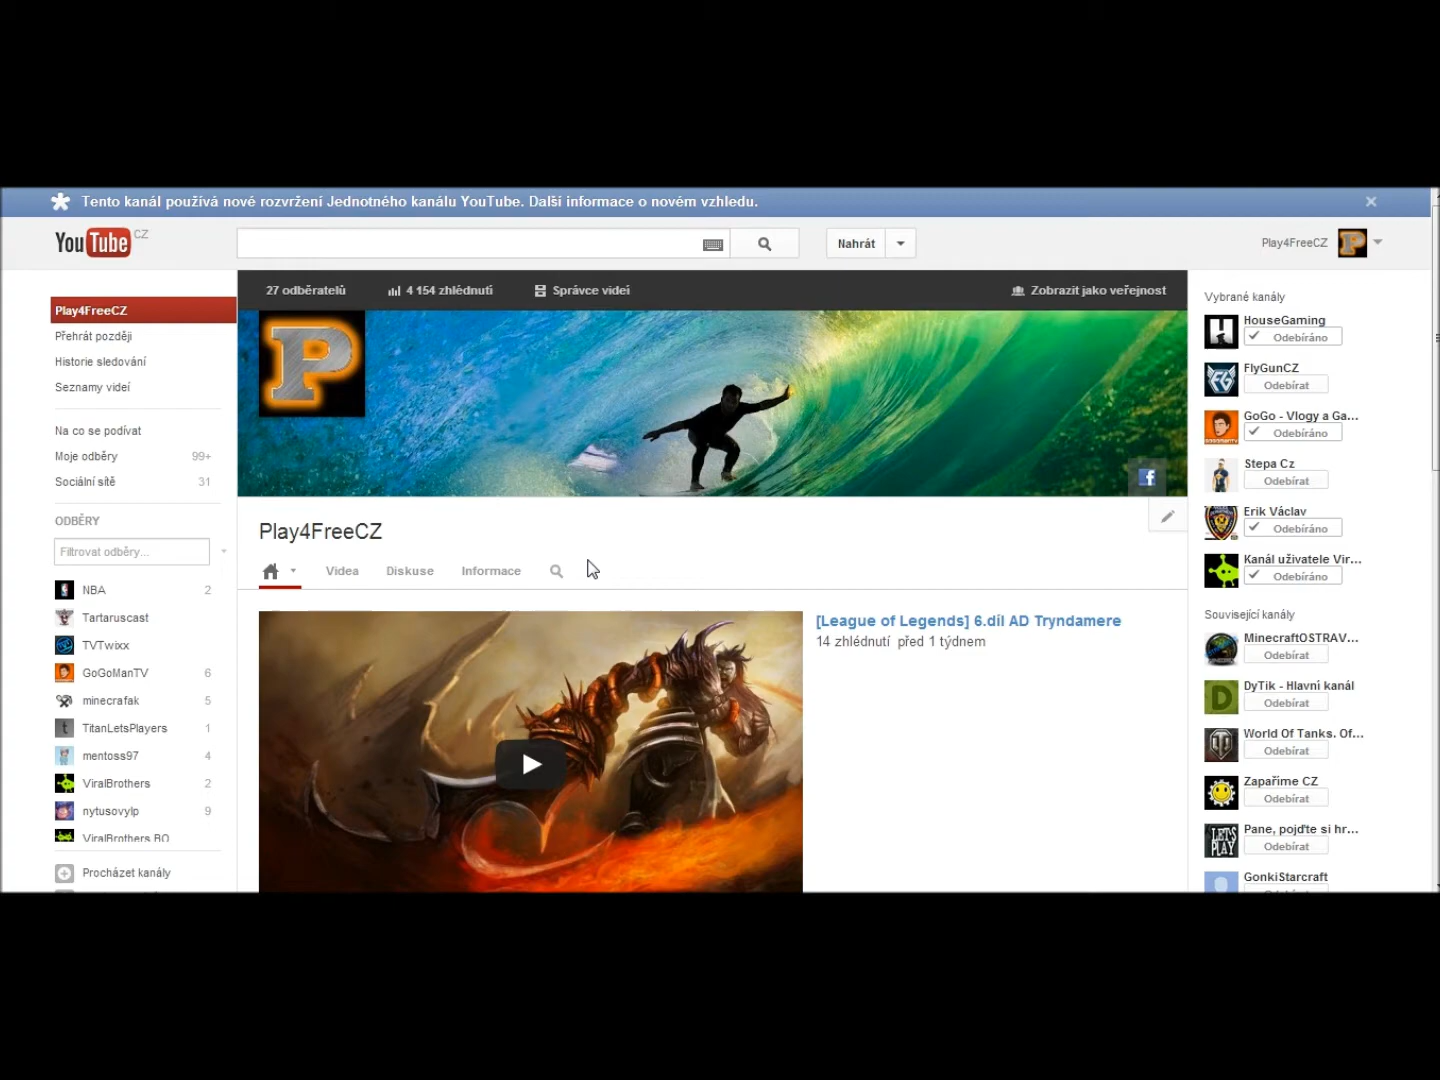 Tento kanál používá nové rozvržení Jednotného kanálu YouTube. Další informace o novém vzhledu.
YouTube CZ
Nahrát
Play4FreeCZ
27 odběratelů
4 154 zhlédnutí
Správce videí
Zobrazit jako veřejnost
Play4FreeCZ
Přehrát později
Historie sledování
Seznamy videí
Na co se podívat
Moje odběry 99+
Sociální sítě 31
ODBĚRY
Filtrovat odběry...
NBA 2
Tartaruscast
TVTwixx
GoGoManTV 6
minecrafak 5
TitanLetsPlayers 1
mentoss97 4
ViralBrothers 2
nytusovylp 9
ViralBrothers BO
Procházet kanály
P
f
Play4FreeCZ
Videa
Diskuse
Informace
[League of Legends] 6.díl AD Tryndamere
14 zhlédnutí před 1 týdnem
Vybrané kanály
HouseGaming
Odebíráno
FlyGunCZ
Odebírat
GoGo - Vlogy a Ga...
Odebíráno
Stepa Cz
Odebírat
Erik Václav
Odebíráno
Kanál uživatele Vir...
Odebíráno
Související kanály
MinecraftOSTRAV...
Odebírat
DyTik - Hlavní kanál
Odebírat
World Of Tanks. Of...
Odebírat
Zapaříme CZ
Odebírat
Pane, pojďte si hr...
Odebírat
LET'S PLAY
GonkiStarcraft